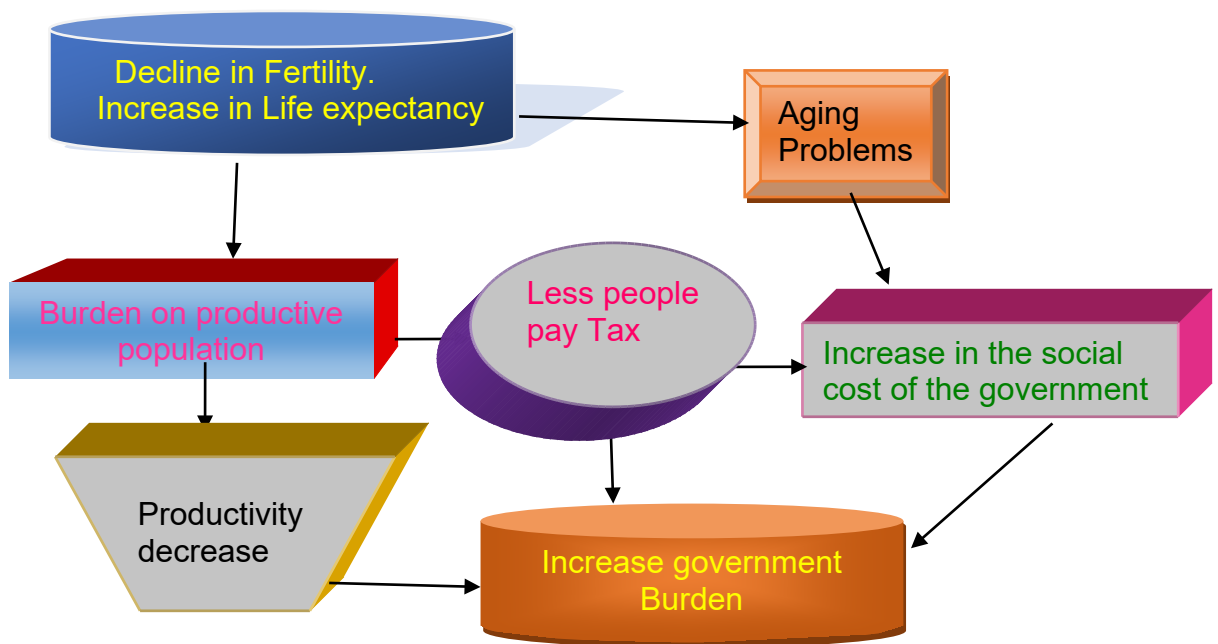 Decline in Fertility.
Increase in Life expectancy
Aging
Problems
Burden on productive
population
Less people
pay Tax
Increase in the social
cost of the government
Productivity
decrease
Increase government
Burden